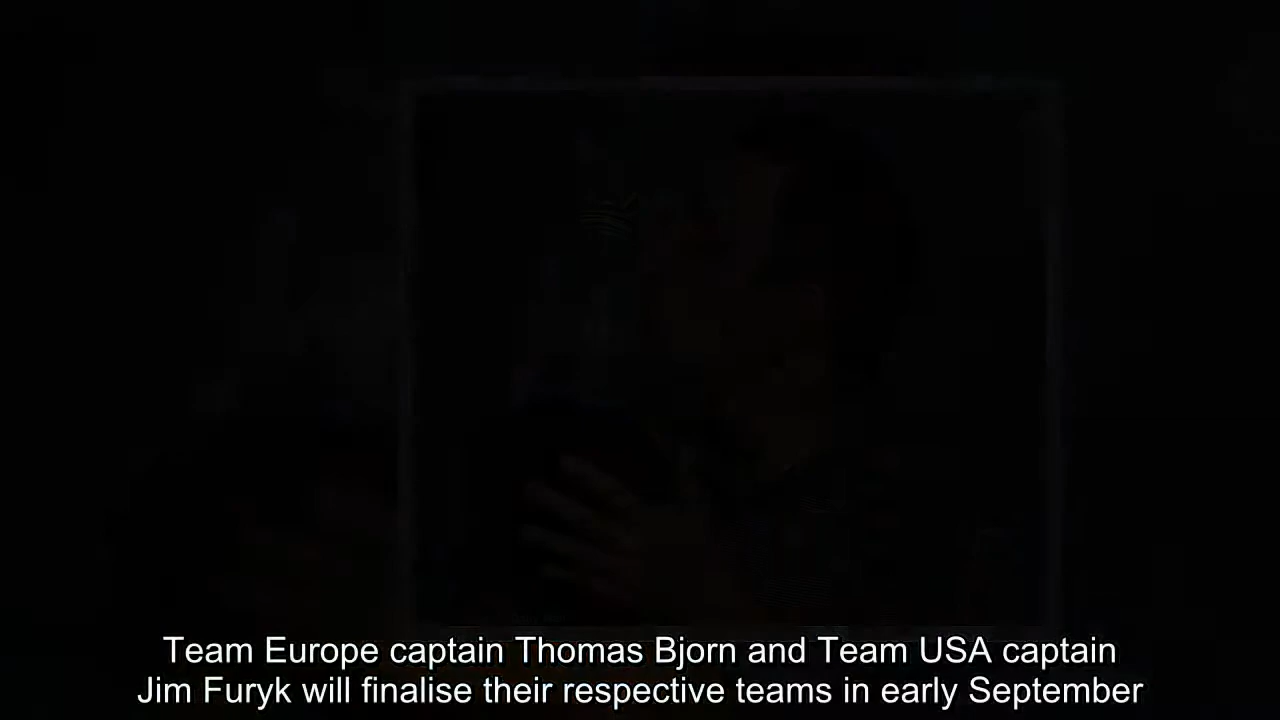 Team Europe captain Thomas Bjorn and Team USA captain
Jim Furyk will finalise their respective teams in early September